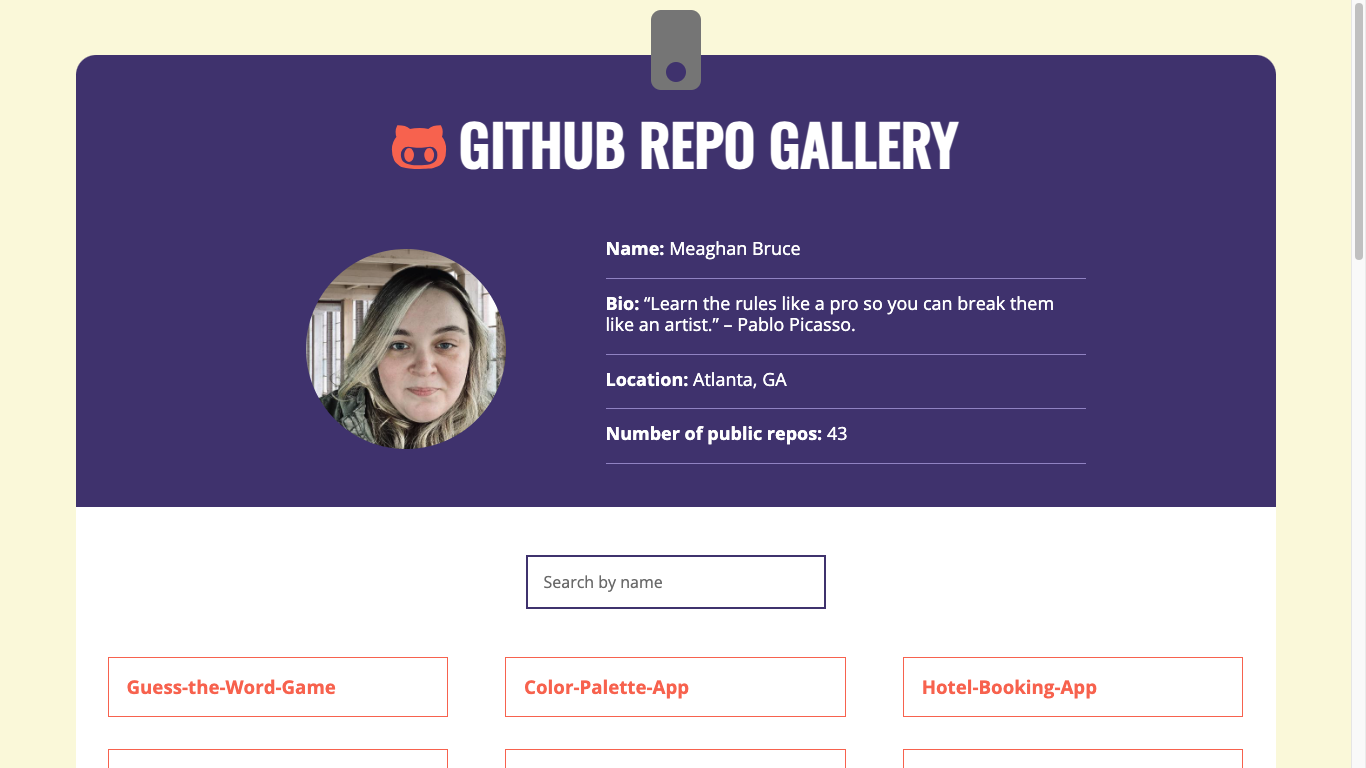 GITHUB REPO GALLERY
Name: Meaghan Bruce
Bio: “Learn the rules like a pro so you can break them
like an artist.” – Pablo Picasso.
Location: Atlanta, GA
Number of public repos: 43
Search by name
Guess-the-Word-Game
Color-Palette-App
Hotel-Booking-App